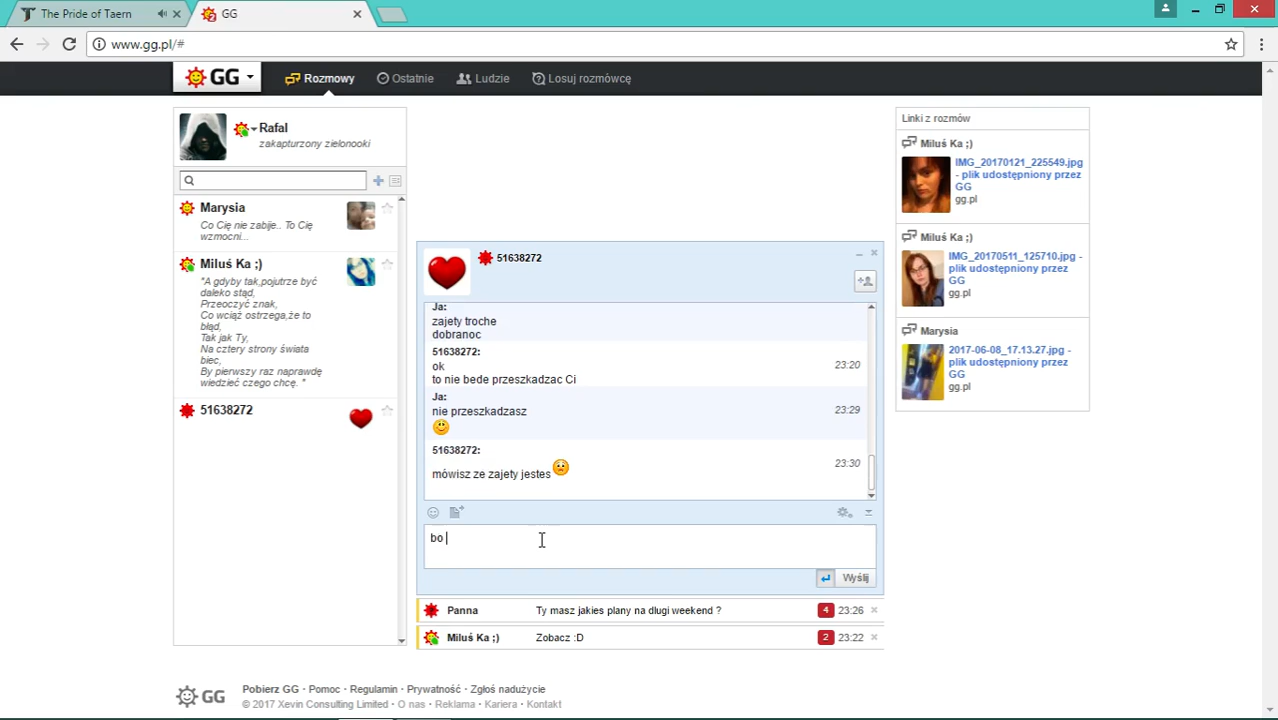 The Pride of Taern
GG
www.gg.pl/#
GG
Rozmowy
Ostatnie
Ludzie
Losuj rozmówcę
Rafał
zakapturzony zielonooki
Marysia
Co Cię nie zabije.. To Cię
wzmocni...
Miluś Ka ;)
"A gdyby tak,pojutrze być
daleko stąd,
Przeoczyć znak,
Co wciąż ostrzega,że to
błąd,
Tak jak Ty,
Na cztery strony świata
biec,
By pierwszy raz naprawdę
wiedzieć czego chcę. "
51638272
51638272
Ja:
zajety troche
dobranoc
51638272:
ok
23:20
to nie bede przeszkadzac Ci
Ja:
nie przeszkadzasz
23:29
51638272:
23:30
mówisz ze zajety jestes
bo
Wyślij
Panna
Ty masz jakies plany na dlugi weekend ?
4
23:26
Miluś Ka ;)
Zobacz :D
2
23:22
Linki z rozmów
Miluś Ka ;)
IMG_20170121_225549.jpg
- plik udostępniony przez
GG
gg.pl
Miluś Ka ;)
IMG_20170511_125710.jpg -
plik udostępniony przez
GG
gg.pl
Marysia
2017-06-08_17.13.27.jpg -
plik udostępniony przez
GG
gg.pl
GG
Pobierz GG · Pomoc · Regulamin · Prywatność · Zgłoś nadużycie
© 2017 Xevin Consulting Limited · O nas · Reklama · Kariera · Kontakt